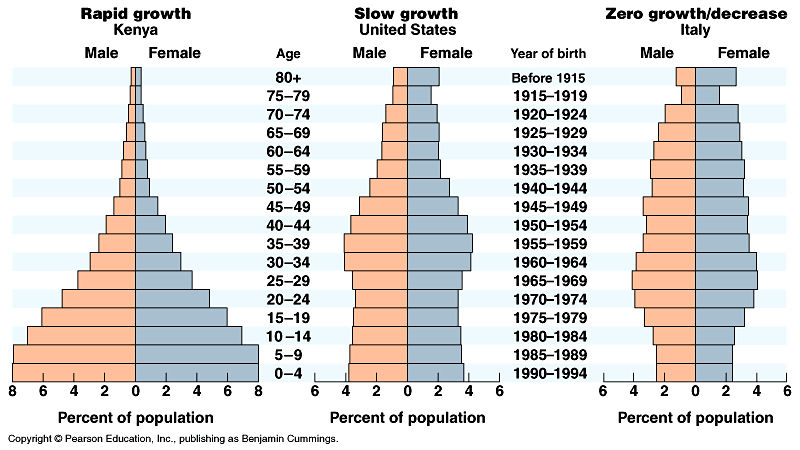 Rapid growth Slow growth Zero growth/decrease
Kenya United States Italy
Male Female Age Male Female Year of birth Male Female
80+ Before 1915
75–79 1915–1919
70–74 1920–1924
65–69 1925–1929
60–64 1930–1934
55–59 1935–1939
50–54 1940–1944
45–49 1945–1949
40–44 1950–1954
35–39 1955–1959
30–34 1960–1964
25–29 1965–1969
20–24 1970–1974
15–19 1975–1979
10–14 1980–1984
5–9 1985–1989
0–4 1990–1994
8 6 4 2 0 2 4 6 8 6 4 2 0 2 4 6 6 4 2 0 2 4 6
Percent of population Percent of population Percent of population
Copyright © Pearson Education, Inc., publishing as Benjamin Cummings.